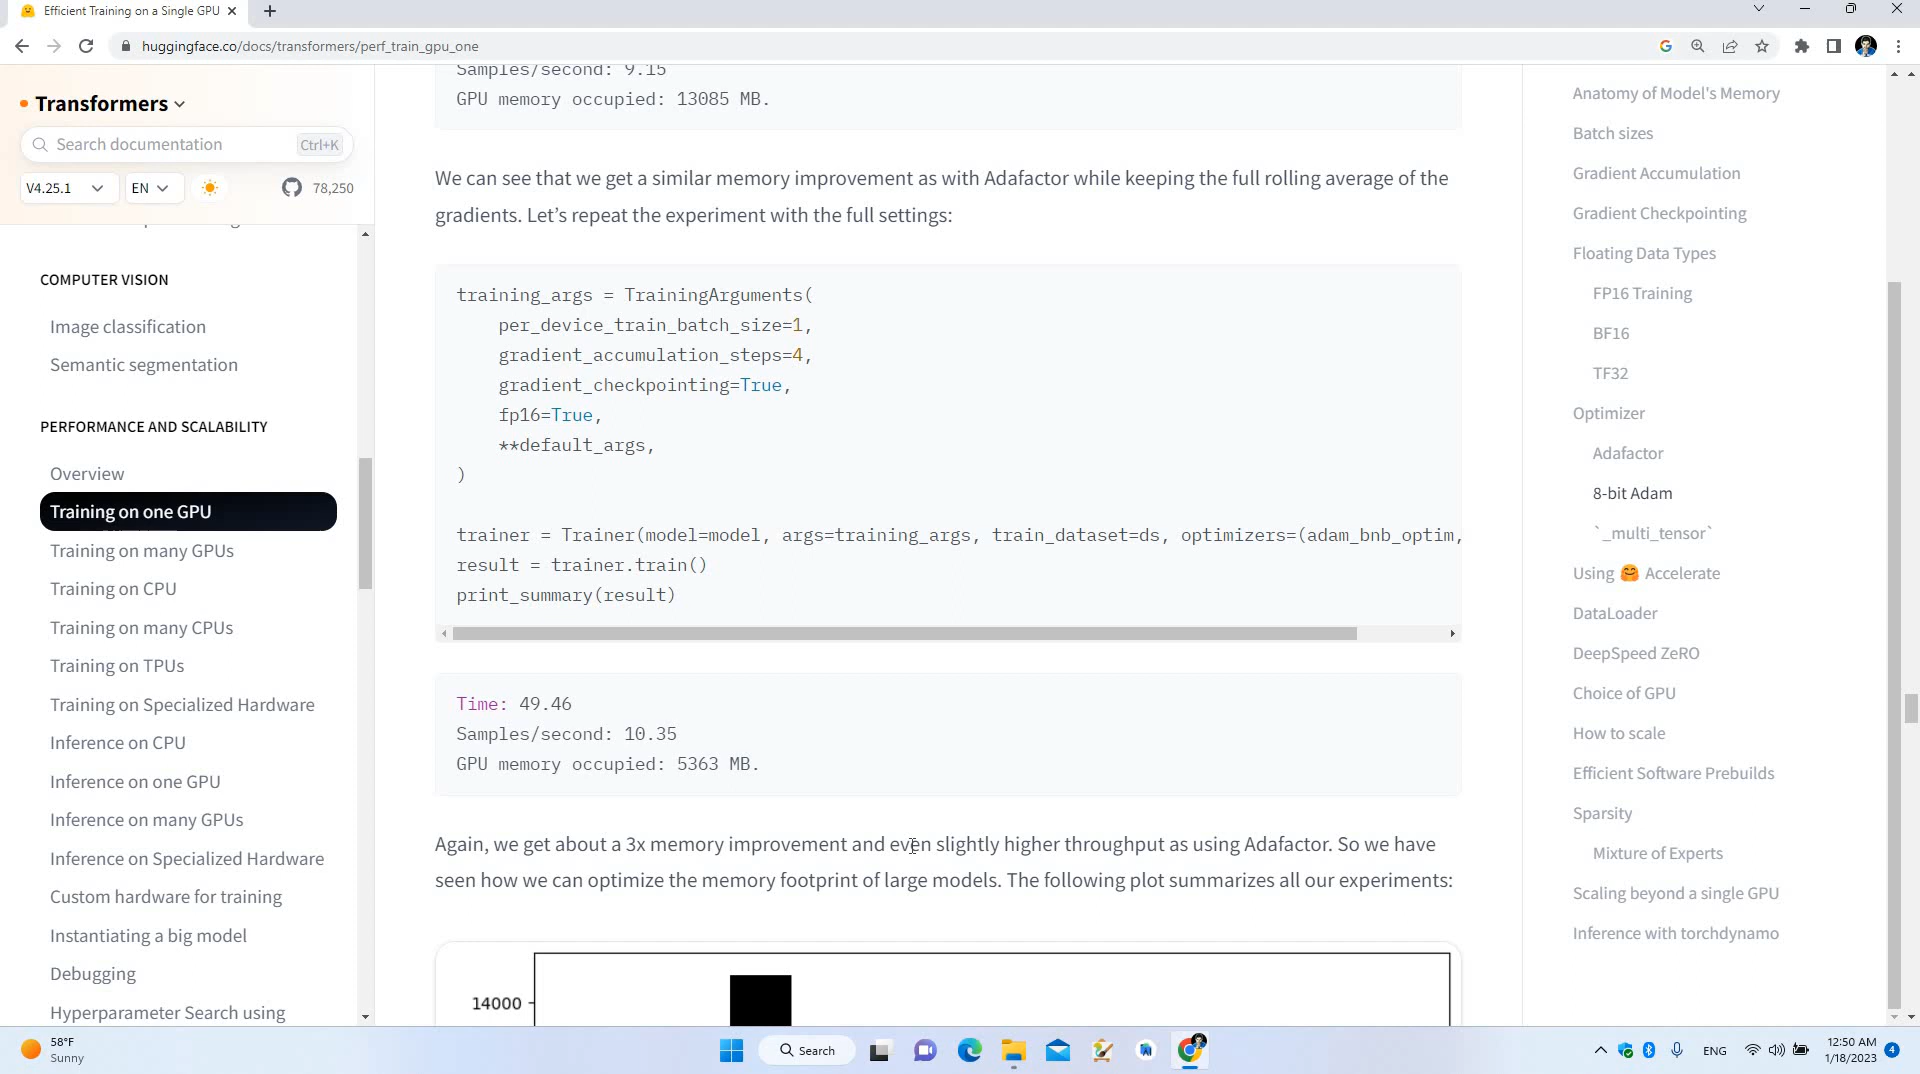 Efficient Training on a Single GPU
huggingface.co/docs/transformers/perf_train_gpu_one
Transformers
Search documentation
Ctrl+K
V4.25.1
EN
78,250
COMPUTER VISION
Image classification
Semantic segmentation
PERFORMANCE AND SCALABILITY
Overview
Training on one GPU
Training on many GPUs
Training on CPU
Training on many CPUs
Training on TPUs
Training on Specialized Hardware
Inference on CPU
Inference on one GPU
Inference on many GPUs
Inference on Specialized Hardware
Custom hardware for training
Instantiating a big model
Debugging
Hyperparameter Search using
Samples/second: 9.15
GPU memory occupied: 13085 MB.
We can see that we get a similar memory improvement as with Adafactor while keeping the full rolling average of the
gradients. Let’s repeat the experiment with the full settings:
training_args = TrainingArguments(
per_device_train_batch_size=1,
gradient_accumulation_steps=4,
gradient_checkpointing=True,
fp16=True,
**default_args,
)
trainer = Trainer(model=model, args=training_args, train_dataset=ds, optimizers=(adam_bnb_optim,
result = trainer.train()
print_summary(result)
Time: 49.46
Samples/second: 10.35
GPU memory occupied: 5363 MB.
Again, we get about a 3x memory improvement and even slightly higher throughput as using Adafactor. So we have
seen how we can optimize the memory footprint of large models. The following plot summarizes all our experiments:
14000
Anatomy of Model's Memory
Batch sizes
Gradient Accumulation
Gradient Checkpointing
Floating Data Types
FP16 Training
BF16
TF32
Optimizer
Adafactor
8-bit Adam
`_multi_tensor`
Using 🤗 Accelerate
DataLoader
DeepSpeed ZeRO
Choice of GPU
How to scale
Efficient Software Prebuilds
Sparsity
Mixture of Experts
Scaling beyond a single GPU
Inference with torchdynamo
58°F
Sunny
Search
ENG
12:50 AM
1/18/2023
4